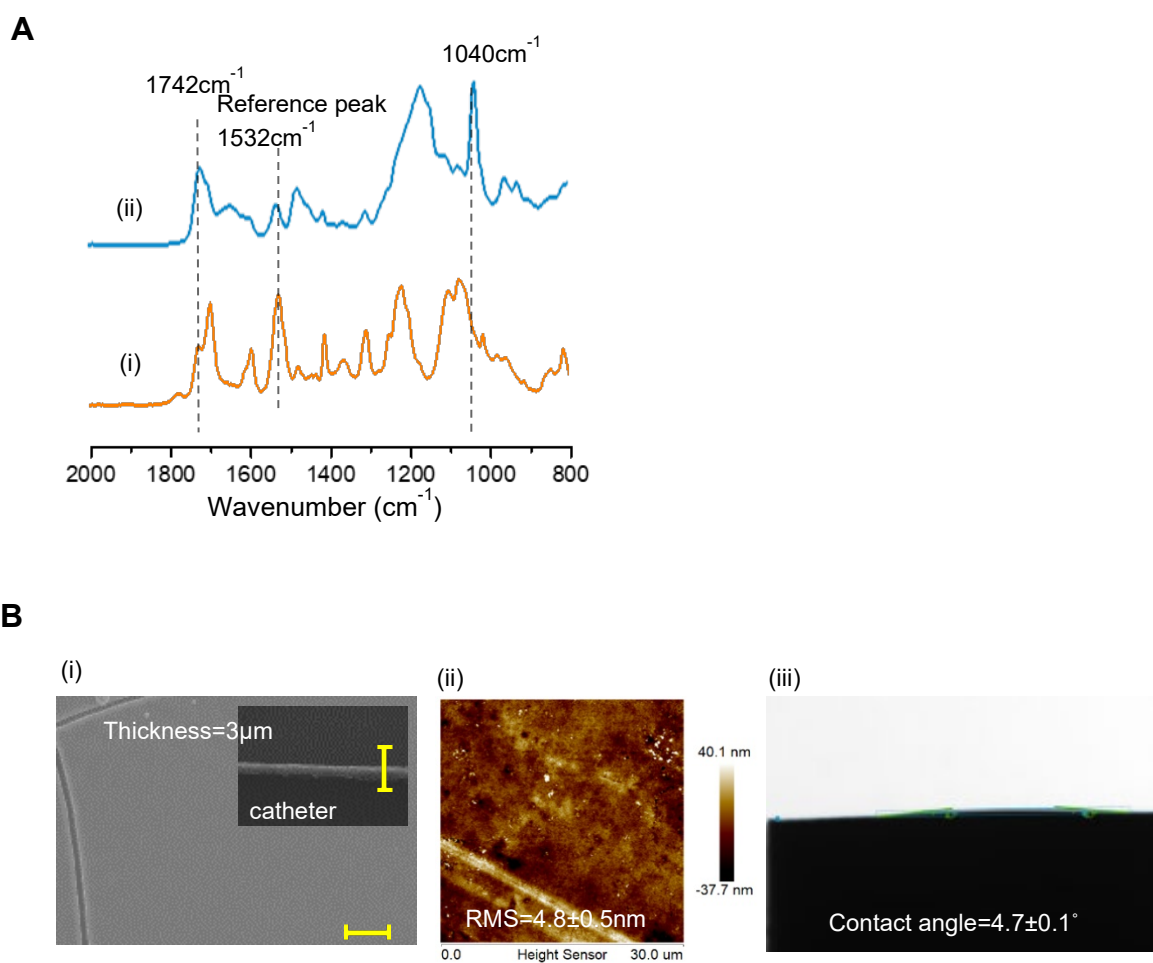 A
1040cm-1
1742cm-1
Reference peak
1532cm-1
(ii)
(i)
2000 1800 1600 1400 1200 1000 800
Wavenumber (cm-1)
B
(i)
(ii)
(iii)
Thickness=3µm
catheter
40.1 nm
-37.7 nm
RMS=4.8±0.5nm
Contact angle=4.7±0.1°
0.0 Height Sensor 30.0 um